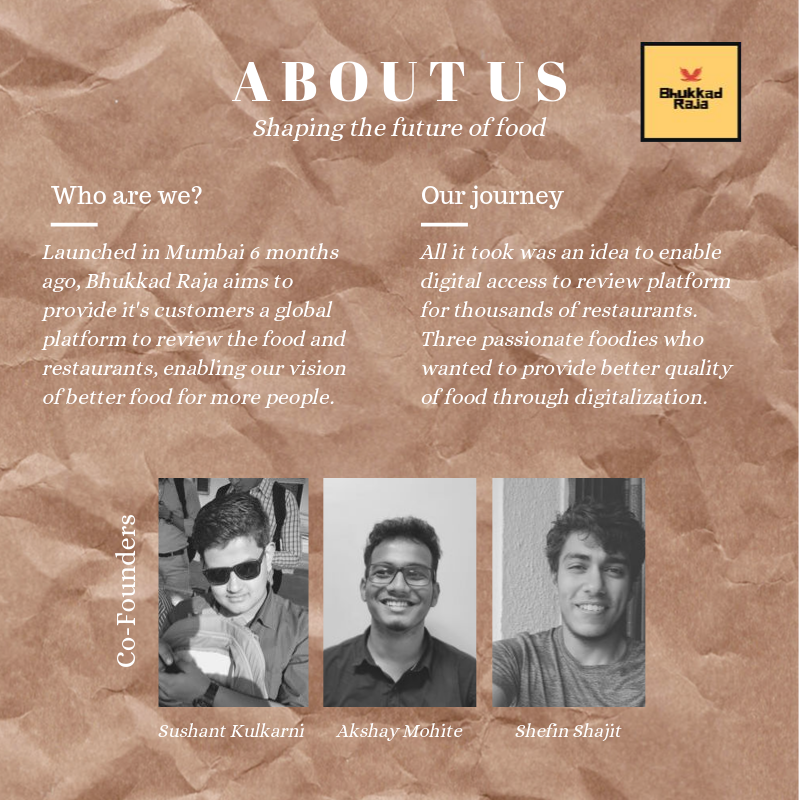 ABOUT US
Shaping the future of food
Bhukkad
Raja
Who are we?
Launched in Mumbai 6 months
ago, Bhukkad Raja aims to
provide it's customers a global
platform to review the food and
restaurants, enabling our vision
of better food for more people.
Our journey
All it took was an idea to enable
digital access to review platform
for thousands of restaurants.
Three passionate foodies who
wanted to provide better quality
of food through digitalization.
Co-Founders
Sushant Kulkarni
Akshay Mohite
Shefin Shajit